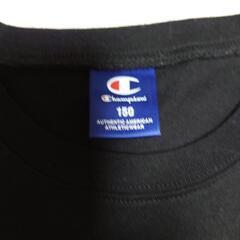 Champion
150
AUTHENTIC AMERICAN
ATHLETICWEAR